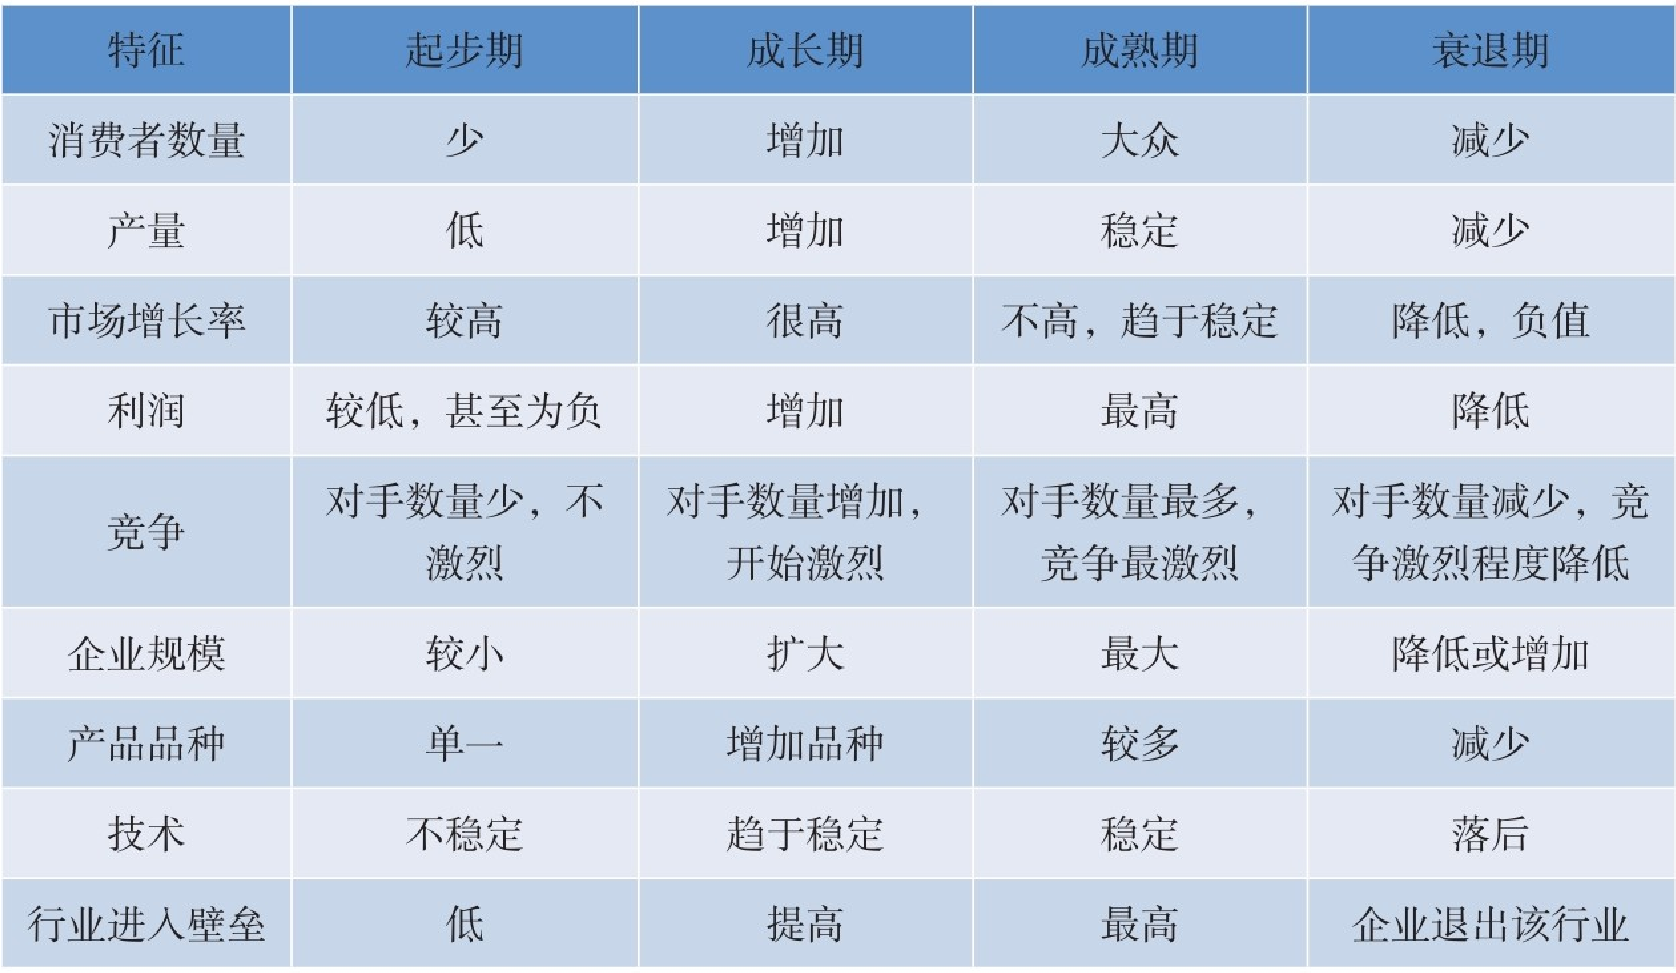 特征 起步期 成长期 成熟期 衰退期
消费者数量 少 增加 大众 减少
产量 低 增加 稳定 减少
市场增长率 较高 很高 不高，趋于稳定 降低，负值
利润 较低，甚至为负 增加 最高 降低
竞争 对手数量少，不 对手数量增加， 对手数量最多， 对手数量减少，竞
激烈 开始激烈 竞争最激烈 争激烈程度降低
企业规模 较小 扩大 最大 降低或增加
产品品种 单一 增加品种 较多 减少
技术 不稳定 趋于稳定 稳定 落后
行业进入壁垒 低 提高 最高 企业退出该行业